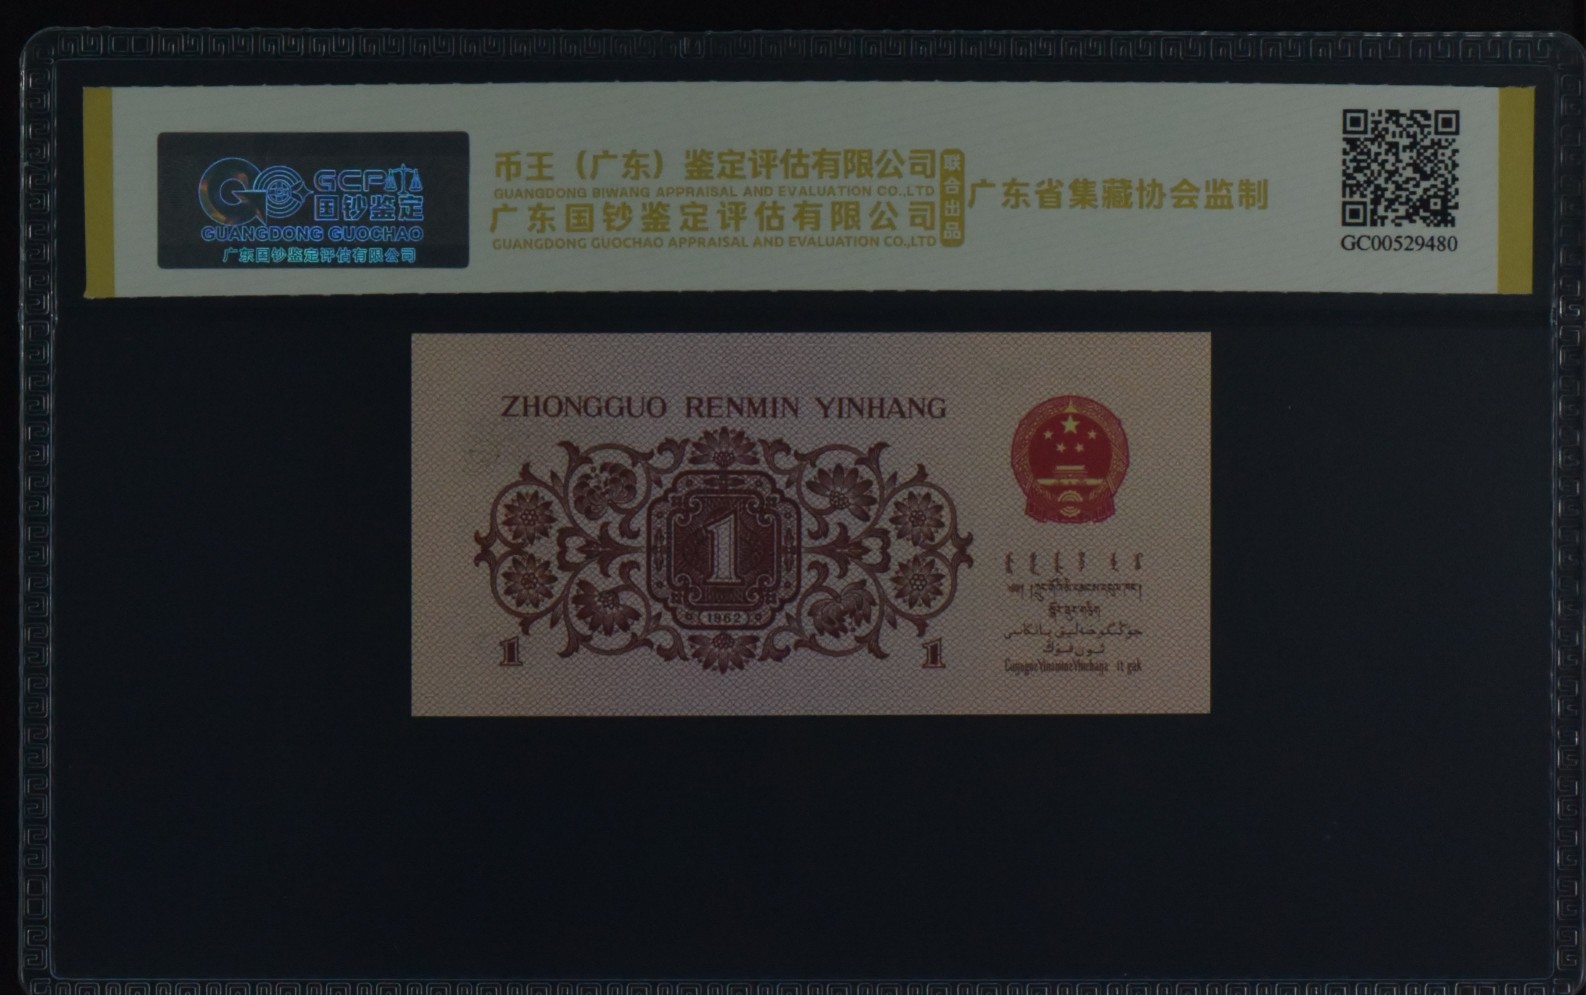 GCP
国钞鉴定
GUANGDONG GUOCHAO
广东国钞鉴定评估有限公司
币王（广东）鉴定评估有限公司
GUANGDONG BIWANG APPRAISAL AND EVALUATION CO.,LTD
广东国钞鉴定评估有限公司
GUANGDONG GUOCHAO APPRAISAL AND EVALUATION CO.,LTD
联合出品
广东省集藏协会监制
GC00529480
ZHONGGUO RENMIN YINHANG
1
1962
1
1
جۇڭگو خەلىق بانكاسى